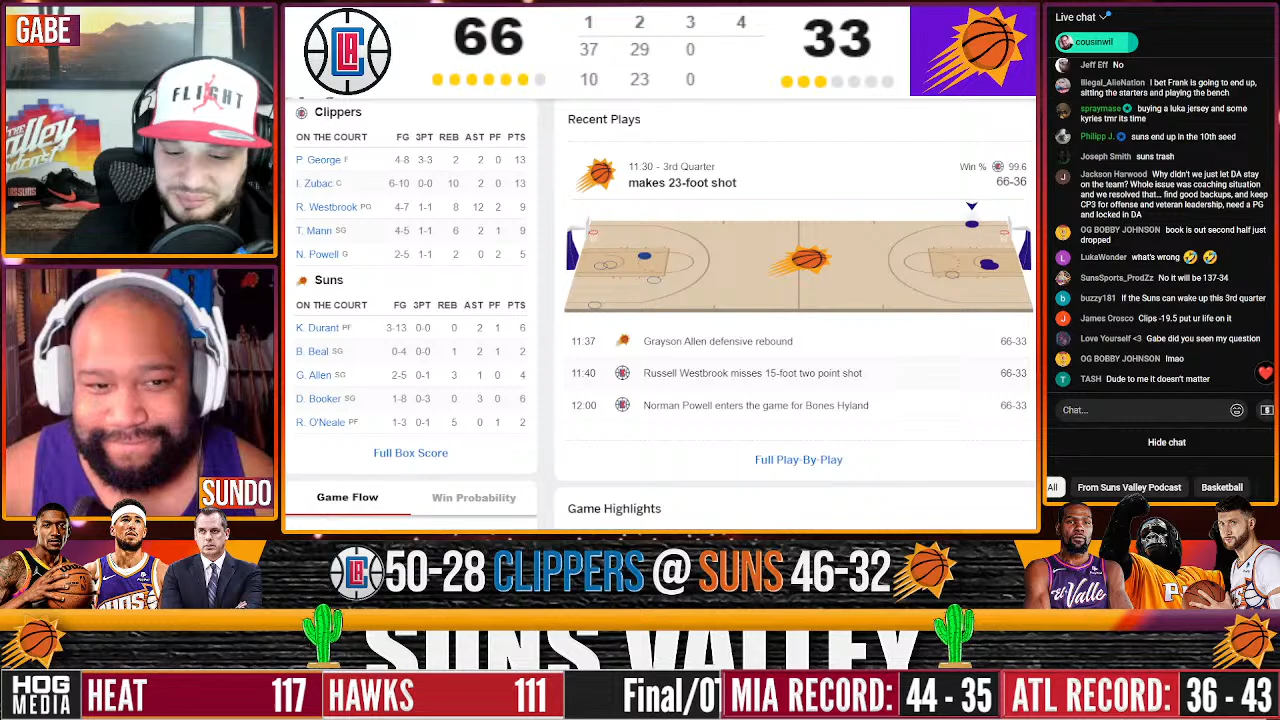 GABE
FLIGHT
SUNDO
66
1 2 3 4
37 29 0
10 23 0
33
Clippers
ON THE COURT FG 3PT REB AST PF PTS
P. George F 4-8 3-3 2 2 0 13
I. Zubac C 6-10 0-0 10 2 0 13
R. Westbrook PG 4-7 1-1 8 12 2 9
T. Mann SG 4-5 1-1 6 2 1 9
N. Powell G 2-5 1-1 2 0 2 5
Suns
ON THE COURT FG 3PT REB AST PF PTS
K. Durant PF 3-13 0-0 0 2 1 6
B. Beal SG 0-4 0-0 1 2 1 2
G. Allen SG 2-5 0-1 3 1 0 4
D. Booker SG 1-8 0-3 0 3 0 6
R. O'Neale PF 1-3 0-1 5 0 1 2
Full Box Score
Game Flow Win Probability
Recent Plays
11:30 - 3rd Quarter
makes 23-foot shot
Win % 99.6
66-36
11:37 Grayson Allen defensive rebound 66-33
11:40 Russell Westbrook misses 15-foot two point shot 66-33
12:00 Norman Powell enters the game for Bones Hyland 66-33
Full Play-By-Play
Game Highlights
Live chat
cousinwil
Jeff Eff No
Illegal_AlieNation I bet Frank is going to end up,
sitting the starters and playing the bench
spraymase buying a luka jersey and some
kyries tmr its time
Philipp J. suns end up in the 10th seed
Joseph Smith suns trash
Jackson Harwood Why didn't we just let DA stay
on the team? Whole issue was coaching situation
and we resolved that... find good backups, and keep
CP3 for offense and veteran leadership, need a PG
and locked in DA
OG BOBBY JOHNSON book is out second half just
dropped
LukaWonder what's wrong 🤣 🤣
SunsSports_ProdZz No it will be 137-34
buzzy181 If the Suns can wake up this 3rd quarter
James Crosco Clips -19.5 put ur life on it
Love Yourself <3 Gabe did you seen my question
OG BOBBY JOHNSON lmao
TASH Dude to me it doesn't matter
Chat...
Hide chat
All From Suns Valley Podcast Basketball
50-28 CLIPPERS @ SUNS 46-32
SUNS VALLEY
HOG
MEDIA
HEAT 117 HAWKS 111 Final/OT MIA RECORD: 44 - 35 ATL RECORD: 36 - 43